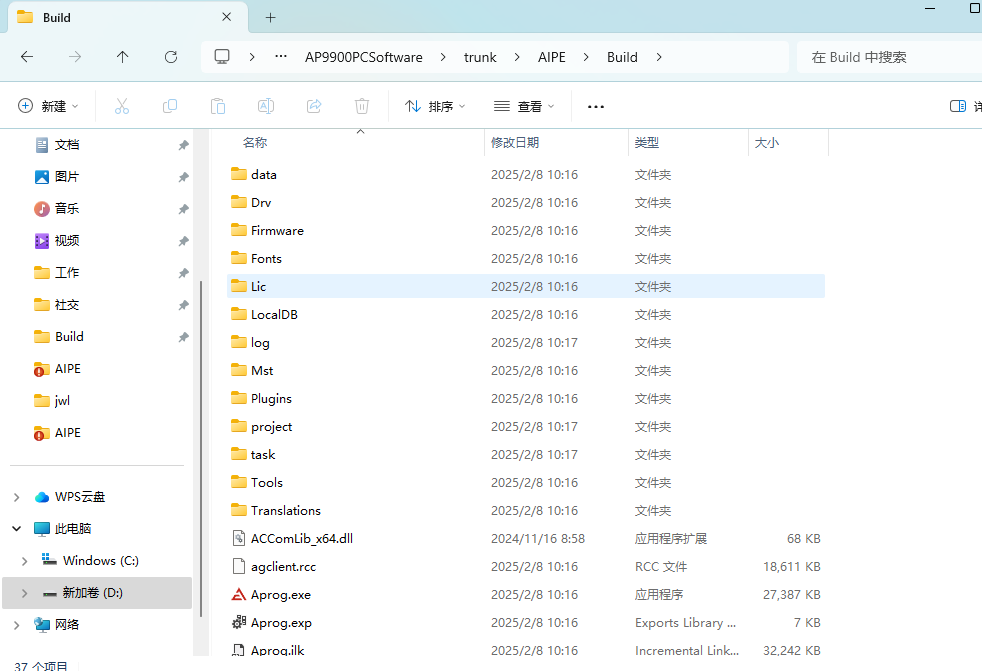 Build
AP9900PCSoftware trunk AIPE Build 在 Build 中搜索
新建 排序 查看 详
名称 修改日期 类型 大小
文档
图片
音乐
视频
工作
社交
Build
AIPE
jwl
AIPE
WPS云盘
此电脑
Windows (C:)
新加卷 (D:)
网络
data 2025/2/8 10:16 文件夹
Drv 2025/2/8 10:16 文件夹
Firmware 2025/2/8 10:16 文件夹
Fonts 2025/2/8 10:16 文件夹
Lic 2025/2/8 10:16 文件夹
LocalDB 2025/2/8 10:16 文件夹
log 2025/2/8 10:17 文件夹
Mst 2025/2/8 10:16 文件夹
Plugins 2025/2/8 10:16 文件夹
project 2025/2/8 10:17 文件夹
task 2025/2/8 10:17 文件夹
Tools 2025/2/8 10:16 文件夹
Translations 2025/2/8 10:16 文件夹
ACComLib_x64.dll 2024/11/16 8:58 应用程序扩展 68 KB
agclient.rcc 2025/2/8 10:16 RCC 文件 18,611 KB
Aprog.exe 2025/2/8 10:16 应用程序 27,387 KB
Aprog.exp 2025/2/8 10:16 Exports Library ... 7 KB
Aprog.ilk 2025/2/8 10:16 Incremental Link... 32,242 KB
37 个项目